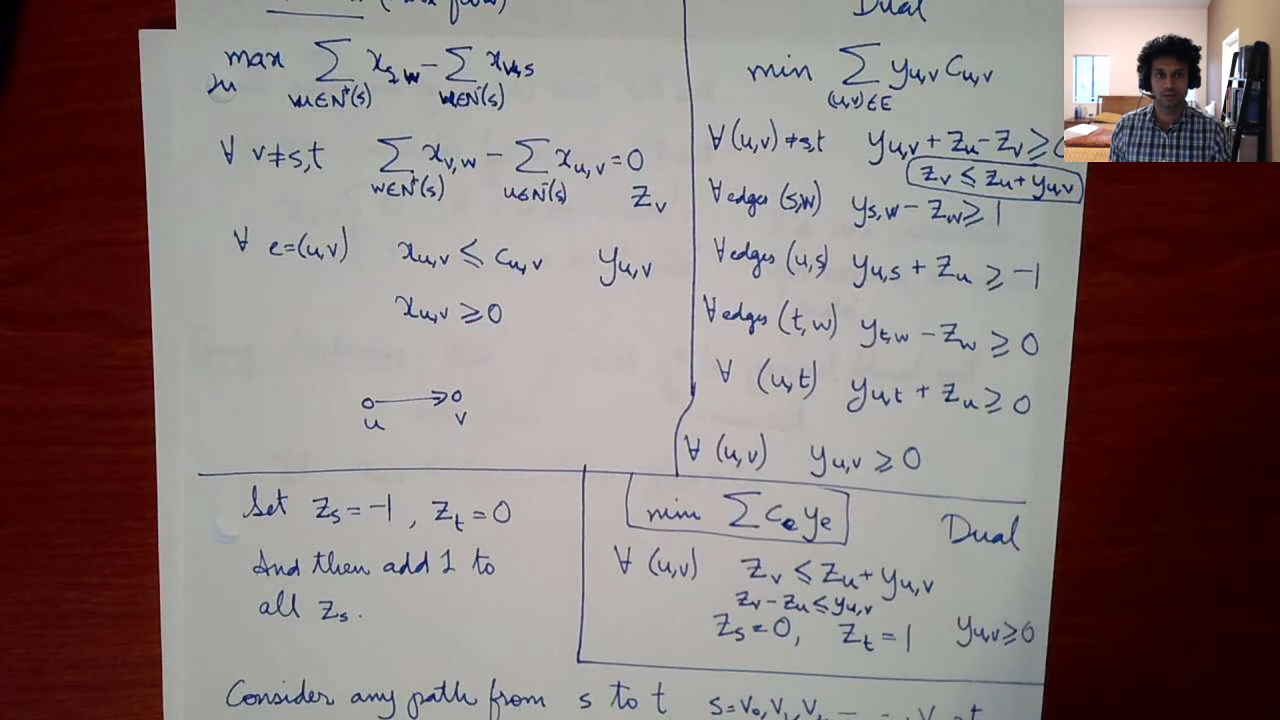 Dual
max ∑ x_{s,w} − ∑ x_{w,s}
w∈N⁺(s) w∈N⁻(s)
∀ v≠s,t ∑ x_{v,w} − ∑ x_{u,v} = 0
w∈N⁺(s) u∈N⁻(s) z_v
∀ e=(u,v) x_{u,v} ≤ c_{u,v} y_{u,v}
x_{u,v} ≥ 0
u v
min ∑ y_{u,v} c_{u,v}
(u,v)∈E
∀ (u,v)≠s,t y_{u,v} + z_u − z_v ≥ 0
z_v ≤ z_u + y_{u,v}
∀ edges (s,w) y_{s,w} − z_w ≥ 1
∀ edges (u,s) y_{u,s} + z_u ≥ −1
∀ edges (t,w) y_{t,w} − z_w ≥ 0
∀ (u,t) y_{u,t} + z_u ≥ 0
∀ (u,v) y_{u,v} ≥ 0
Set z_s = −1, z_t = 0
And then add 1 to
all z_s.
min ∑ c_e y_e Dual
∀ (u,v) z_v ≤ z_u + y_{u,v}
z_v − z_u ≤ y_{u,v}
z_s = 0, z_t = 1 y_{u,v} ≥ 0
Consider any path from s to t s=v₀,v₁,